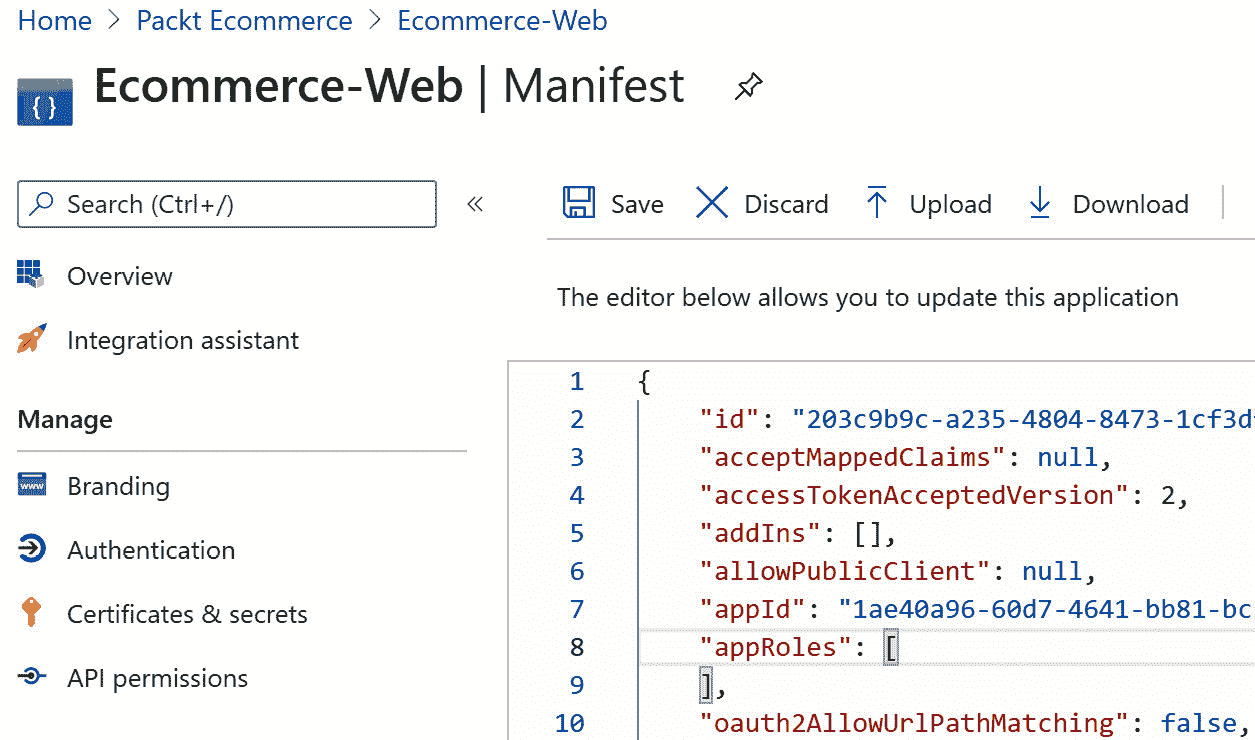 Home > Packt Ecommerce > Ecommerce-Web
Ecommerce-Web | Manifest
Search (Ctrl+/)
«
Save Discard Upload Download
Overview
Integration assistant
Manage
www Branding
Authentication
Certificates & secrets
API permissions
The editor below allows you to update this application
1 {
2 "id": "203c9b9c-a235-4804-8473-1cf3d
3 "acceptMappedClaims": null,
4 "accessTokenAcceptedVersion": 2,
5 "addIns": [],
6 "allowPublicClient": null,
7 "appId": "1ae40a96-60d7-4641-bb81-bc
8 "appRoles": [
9 ],
10 "oauth2AllowUrlPathMatching": false,